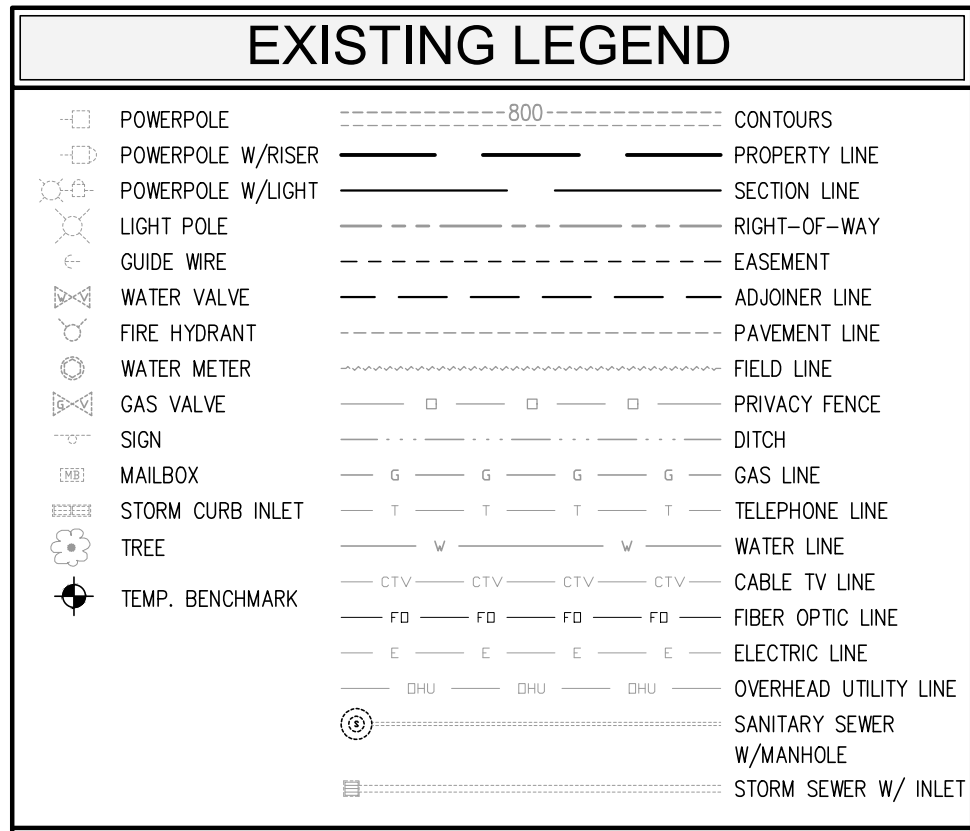 EXISTING LEGEND
POWERPOLE
POWERPOLE W/RISER
POWERPOLE W/LIGHT
LIGHT POLE
GUIDE WIRE
W V WATER VALVE
FIRE HYDRANT
WATER METER
G V GAS VALVE
SIGN
MB MAILBOX
STORM CURB INLET
TREE
TEMP. BENCHMARK
800 CONTOURS
PROPERTY LINE
SECTION LINE
RIGHT-OF-WAY
EASEMENT
ADJOINER LINE
PAVEMENT LINE
FIELD LINE
PRIVACY FENCE
DITCH
G G G G GAS LINE
T T T T TELEPHONE LINE
W W WATER LINE
CTV CTV CTV CTV CABLE TV LINE
FO FO FO FO FIBER OPTIC LINE
E E E E ELECTRIC LINE
OHU OHU OHU OVERHEAD UTILITY LINE
S SANITARY SEWER
W/MANHOLE
STORM SEWER W/ INLET